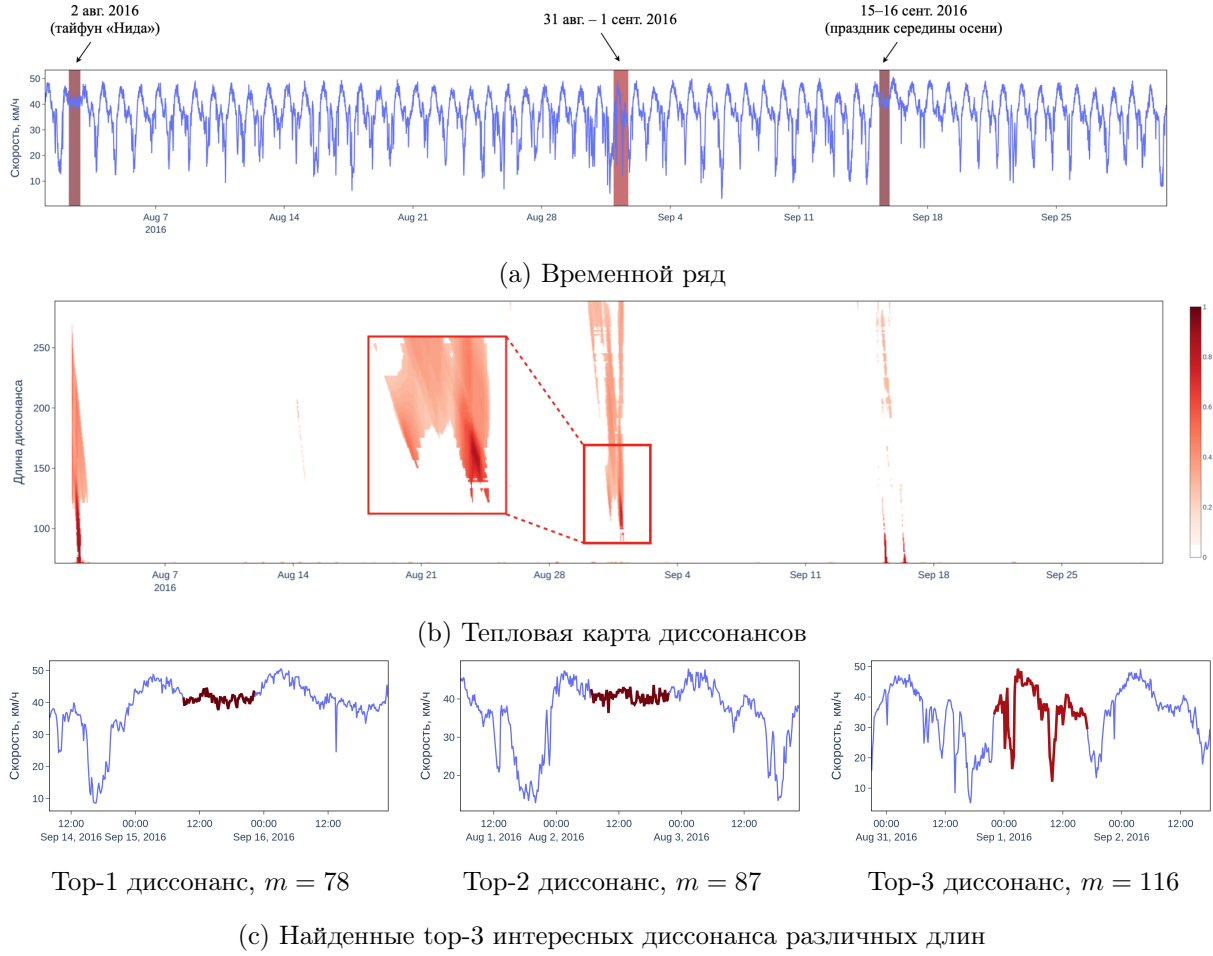 2 авг. 2016
(тайфун «Нида»)
31 авг. – 1 сент. 2016
15–16 сент. 2016
(праздник середины осени)
Скорость, км/ч
50
40
30
20
10
Aug 7
2016
Aug 14
Aug 21
Aug 28
Sep 4
Sep 11
Sep 18
Sep 25
(a) Временной ряд
Длина диссонанса
250
200
150
100
1
0.8
0.6
0.4
0.2
0
Aug 7
2016
Aug 14
Aug 21
Aug 28
Sep 4
Sep 11
Sep 18
Sep 25
(b) Тепловая карта диссонансов
Скорость, км/ч
50
40
30
20
10
12:00
Sep 14, 2016
00:00
Sep 15, 2016
12:00
00:00
Sep 16, 2016
12:00
Top-1 диссонанс, m = 78
Скорость, км/ч
40
30
20
12:00
Aug 1, 2016
00:00
Aug 2, 2016
12:00
00:00
Aug 3, 2016
12:00
Top-2 диссонанс, m = 87
Скорость, км/ч
50
40
30
20
10
00:00
Aug 31, 2016
12:00
00:00
Sep 1, 2016
12:00
00:00
Sep 2, 2016
12:00
Top-3 диссонанс, m = 116
(c) Найденные top-3 интересных диссонанса различных длин